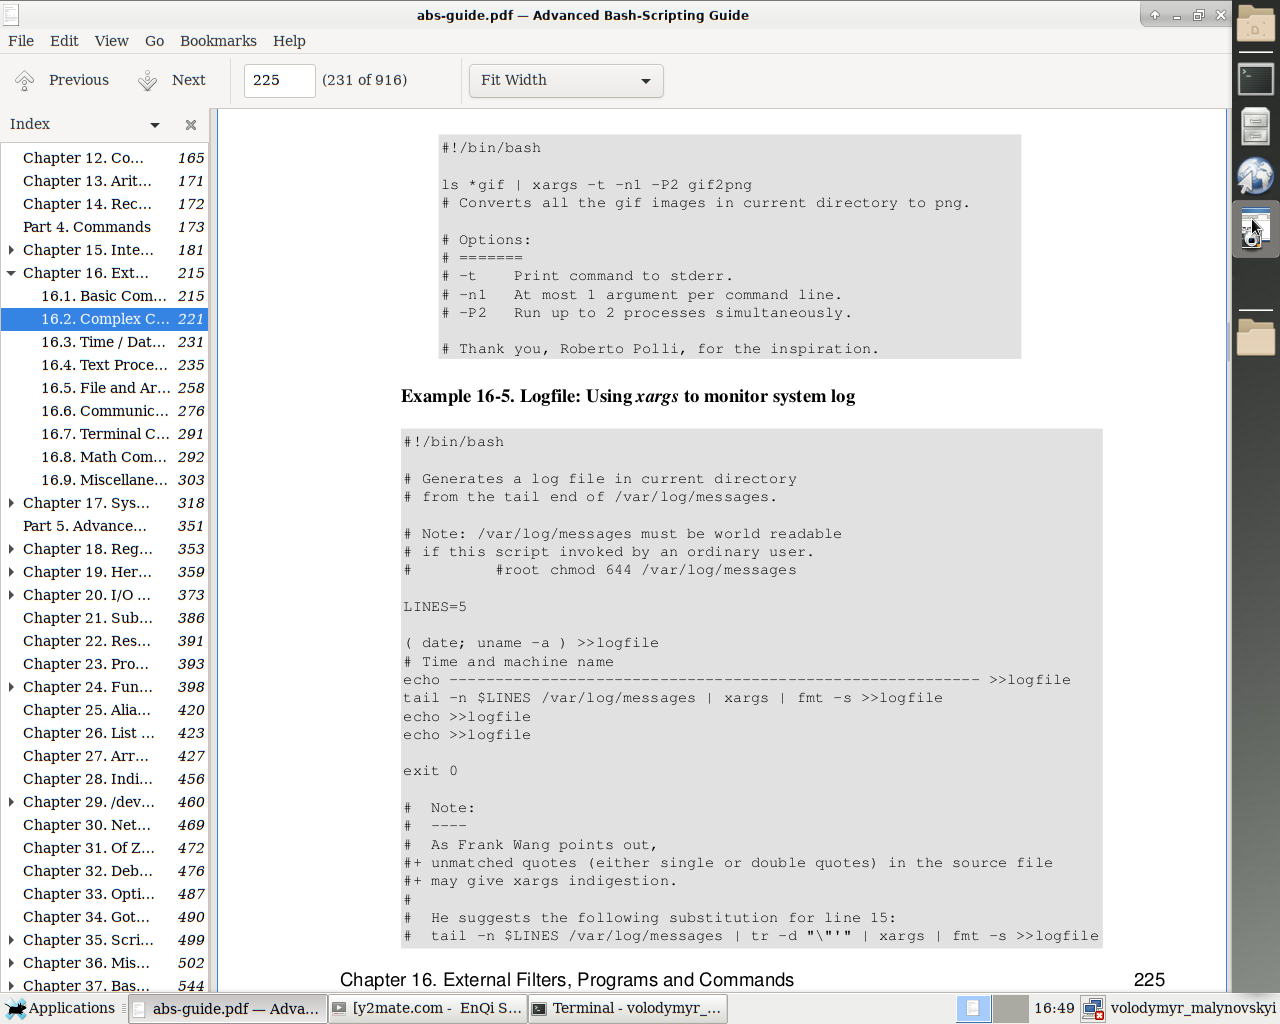 abs-guide.pdf — Advanced Bash-Scripting Guide
File Edit View Go Bookmarks Help
Previous Next 225 (231 of 916) Fit Width
Index
Chapter 12. Co... 165
Chapter 13. Arit... 171
Chapter 14. Rec... 172
Part 4. Commands 173
Chapter 15. Inte... 181
Chapter 16. Ext... 215
16.1. Basic Com... 215
16.2. Complex C... 221
16.3. Time / Dat... 231
16.4. Text Proce... 235
16.5. File and Ar... 258
16.6. Communic... 276
16.7. Terminal C... 291
16.8. Math Com... 292
16.9. Miscellane... 303
Chapter 17. Sys... 318
Part 5. Advance... 351
Chapter 18. Reg... 353
Chapter 19. Her... 359
Chapter 20. I/O ... 373
Chapter 21. Sub... 386
Chapter 22. Res... 391
Chapter 23. Pro... 393
Chapter 24. Fun... 398
Chapter 25. Alia... 420
Chapter 26. List ... 423
Chapter 27. Arr... 427
Chapter 28. Indi... 456
Chapter 29. /dev... 460
Chapter 30. Net... 469
Chapter 31. Of Z... 472
Chapter 32. Deb... 476
Chapter 33. Opti... 487
Chapter 34. Got... 490
Chapter 35. Scri... 499
Chapter 36. Mis... 502
Chapter 37. Bas... 544
#!/bin/bash
ls *gif | xargs -t -n1 -P2 gif2png
# Converts all the gif images in current directory to png.
# Options:
# =======
# -t    Print command to stderr.
# -n1   At most 1 argument per command line.
# -P2   Run up to 2 processes simultaneously.
# Thank you, Roberto Polli, for the inspiration.
Example 16-5. Logfile: Using xargs to monitor system log
#!/bin/bash
# Generates a log file in current directory
# from the tail end of /var/log/messages.
# Note: /var/log/messages must be world readable
# if this script invoked by an ordinary user.
#         #root chmod 644 /var/log/messages
LINES=5
( date; uname -a ) >>logfile
# Time and machine name
echo ---------------------------------------------------------- >>logfile
tail -n $LINES /var/log/messages | xargs | fmt -s >>logfile
echo >>logfile
echo >>logfile
exit 0
#  Note:
#  ----
#  As Frank Wang points out,
#+ unmatched quotes (either single or double quotes) in the source file
#+ may give xargs indigestion.
#
#  He suggests the following substitution for line 15:
#  tail -n $LINES /var/log/messages | tr -d "\"'" | xargs | fmt -s >>logfile
Chapter 16. External Filters, Programs and Commands 225
Applications abs-guide.pdf — Adva... [y2mate.com - EnQi S... Terminal - volodymyr_... 16:49 volodymyr_malynovskyi